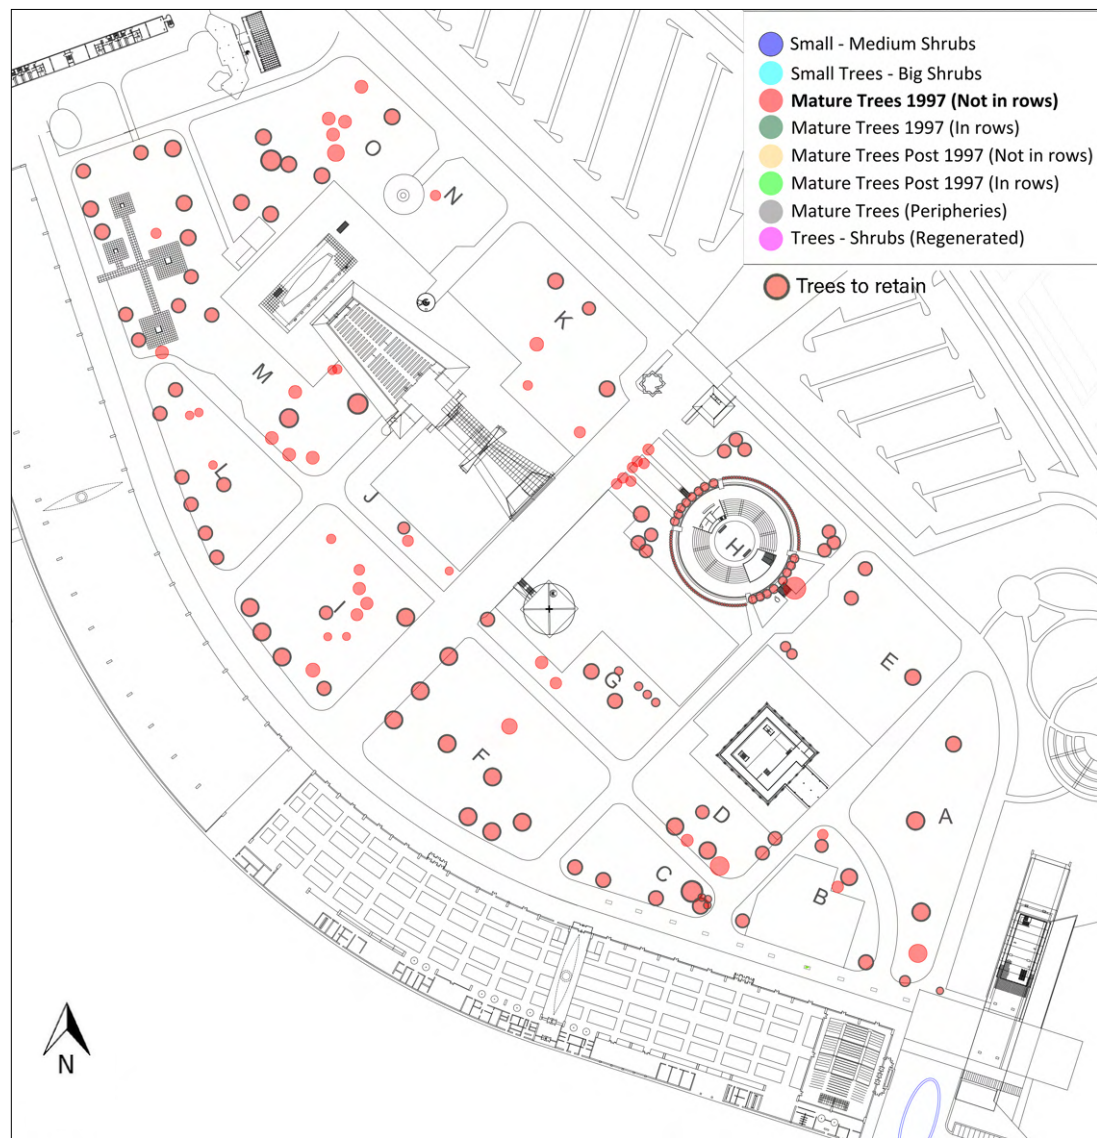 Small - Medium Shrubs
Small Trees - Big Shrubs
Mature Trees 1997 (Not in rows)
Mature Trees 1997 (In rows)
Mature Trees Post 1997 (Not in rows)
Mature Trees Post 1997 (In rows)
Mature Trees (Peripheries)
Trees - Shrubs (Regenerated)
Trees to retain
O
N
K
M
L
J
H
I
G
E
F
D
A
C
B
N